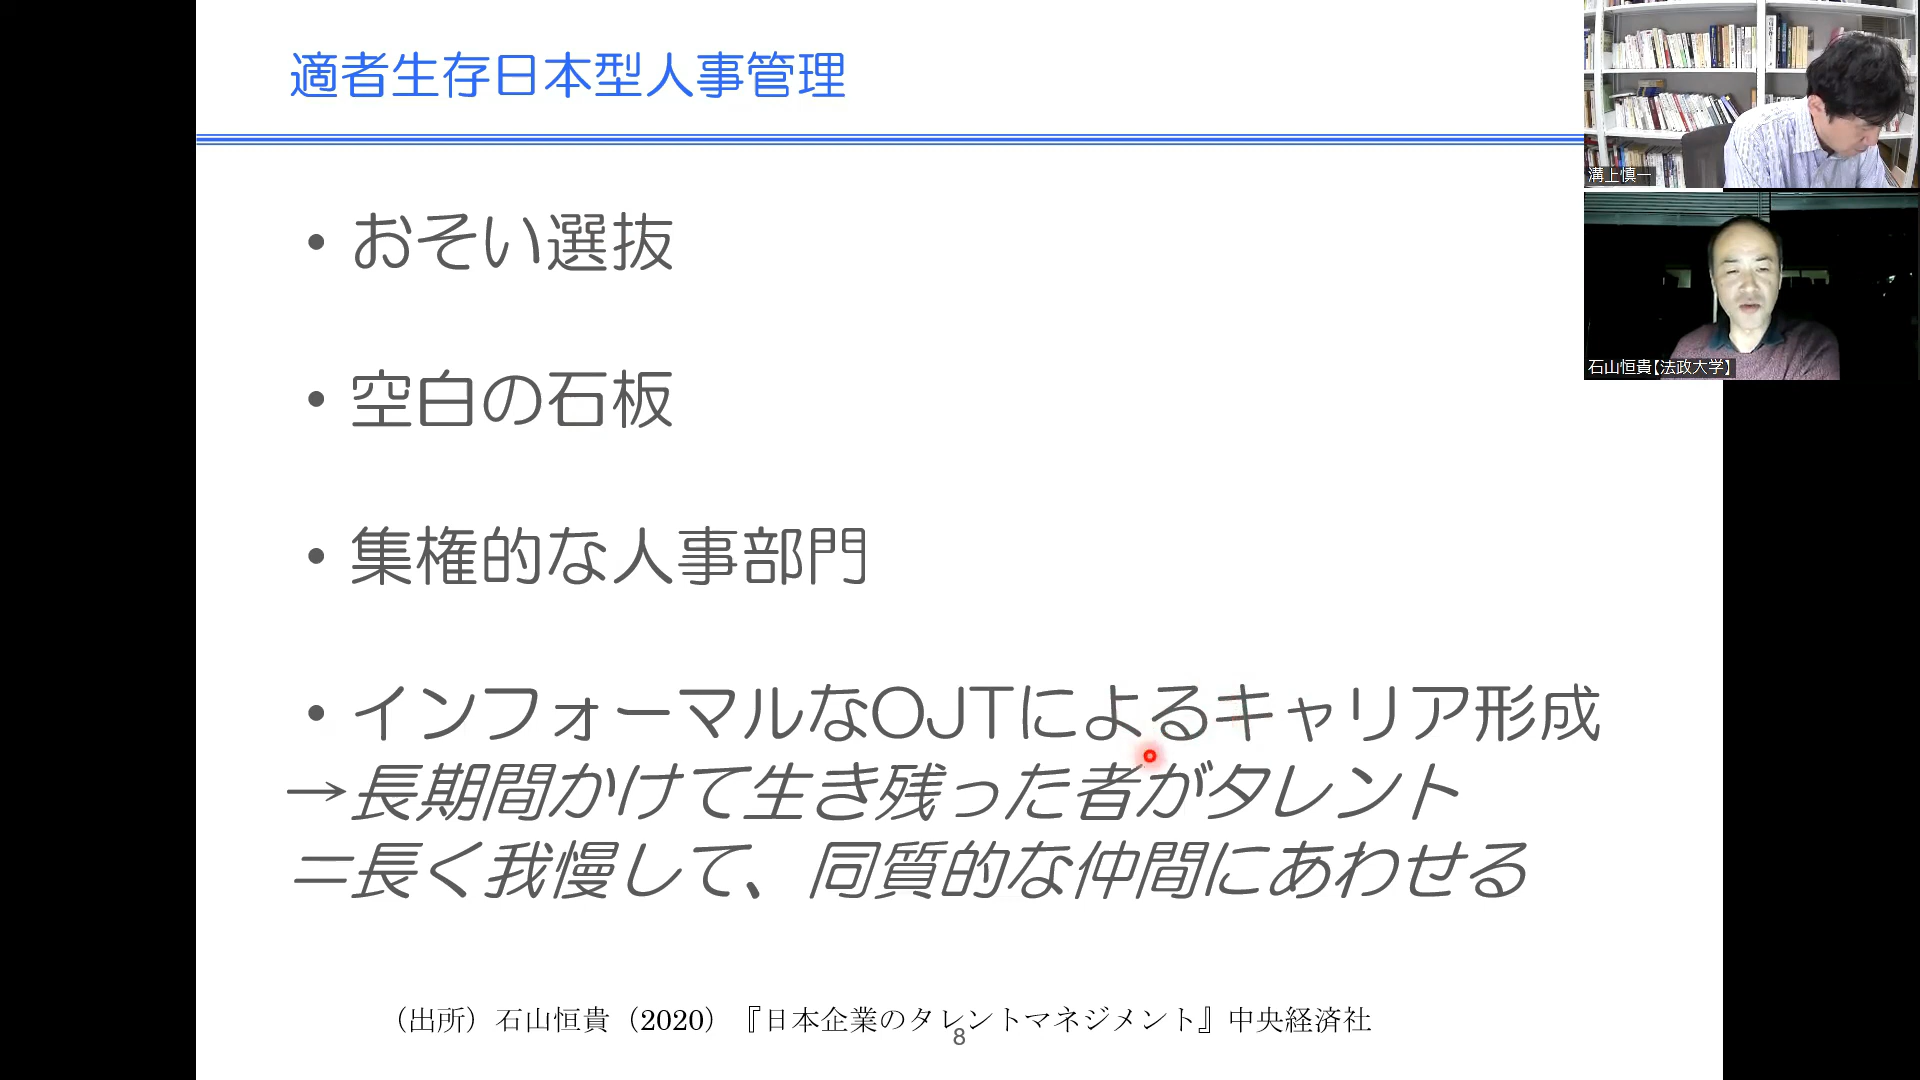 適者生存日本型人事管理
・おそい選抜
・空白の石板
・集権的な人事部門
・インフォーマルなOJTによるキャリア形成
→長期間かけて生き残った者がタレント
＝長く我慢して、同質的な仲間にあわせる
（出所）石山恒貴（2020）『日本企業のタレントマネジメント』中央経済社
8
溝上慎一
石山恒貴【法政大学】